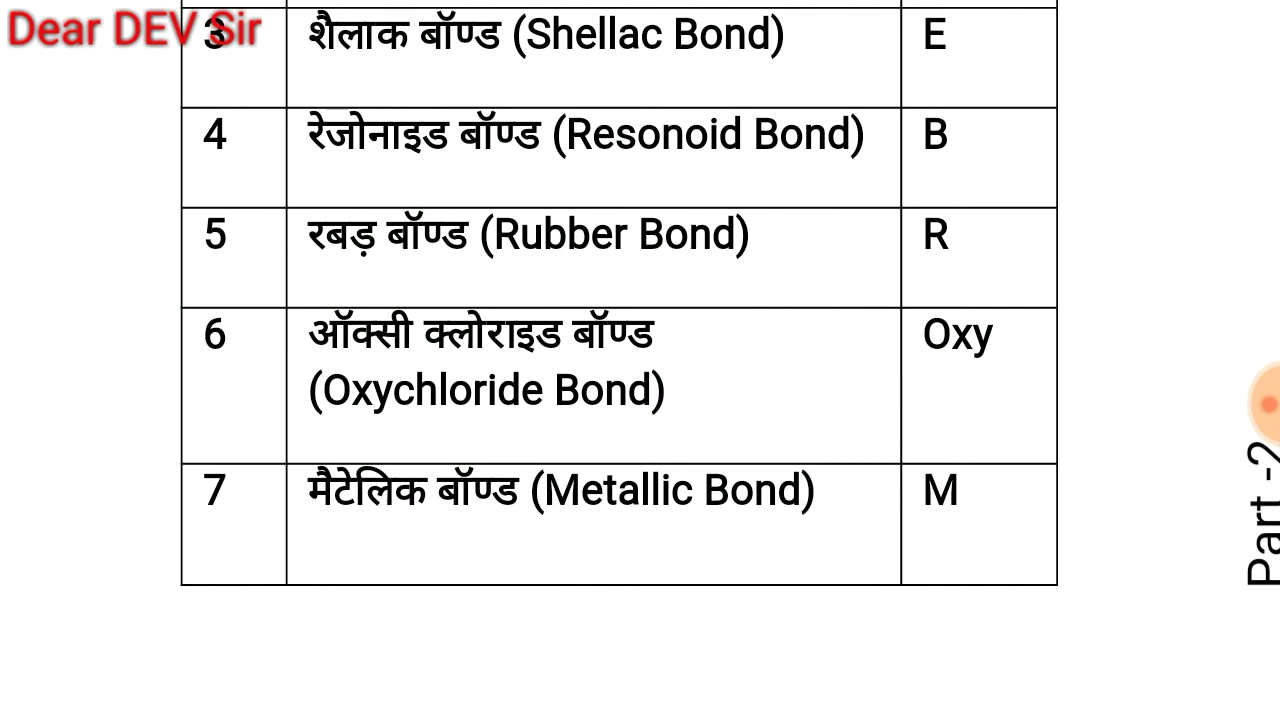 Dear DEV Sir
3 शैलाक बॉण्ड (Shellac Bond) E
4 रेजोनाइड बॉण्ड (Resonoid Bond) B
5 रबड़ बॉण्ड (Rubber Bond) R
6 ऑक्सी क्लोराइड बॉण्ड Oxy
(Oxychloride Bond)
7 मैटेलिक बॉण्ड (Metallic Bond) M
Part -2